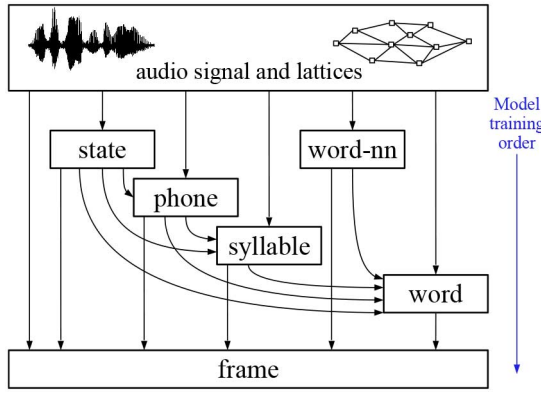 audio signal and lattices
Model
training
order
state
word-nn
phone
syllable
word
frame